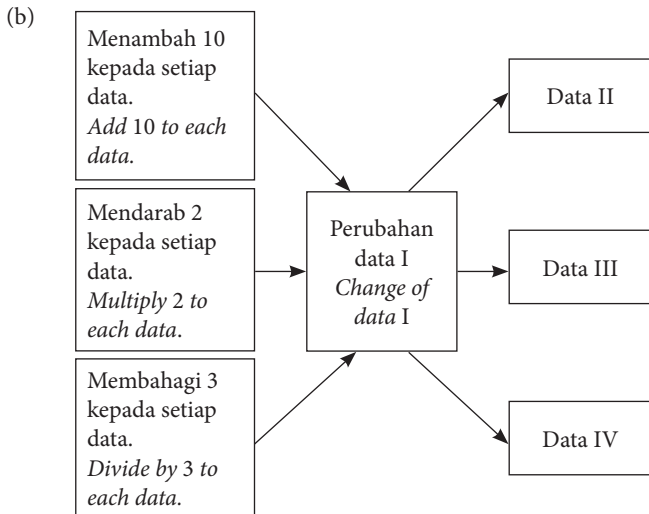 (b)
Menambah 10
kepada setiap
data.
Add 10 to each
data.
Mendarab 2
kepada setiap
data.
Multiply 2 to
each data.
Membahagi 3
kepada setiap
data.
Divide by 3 to
each data.
Perubahan
data I
Change of
data I
Data II
Data III
Data IV